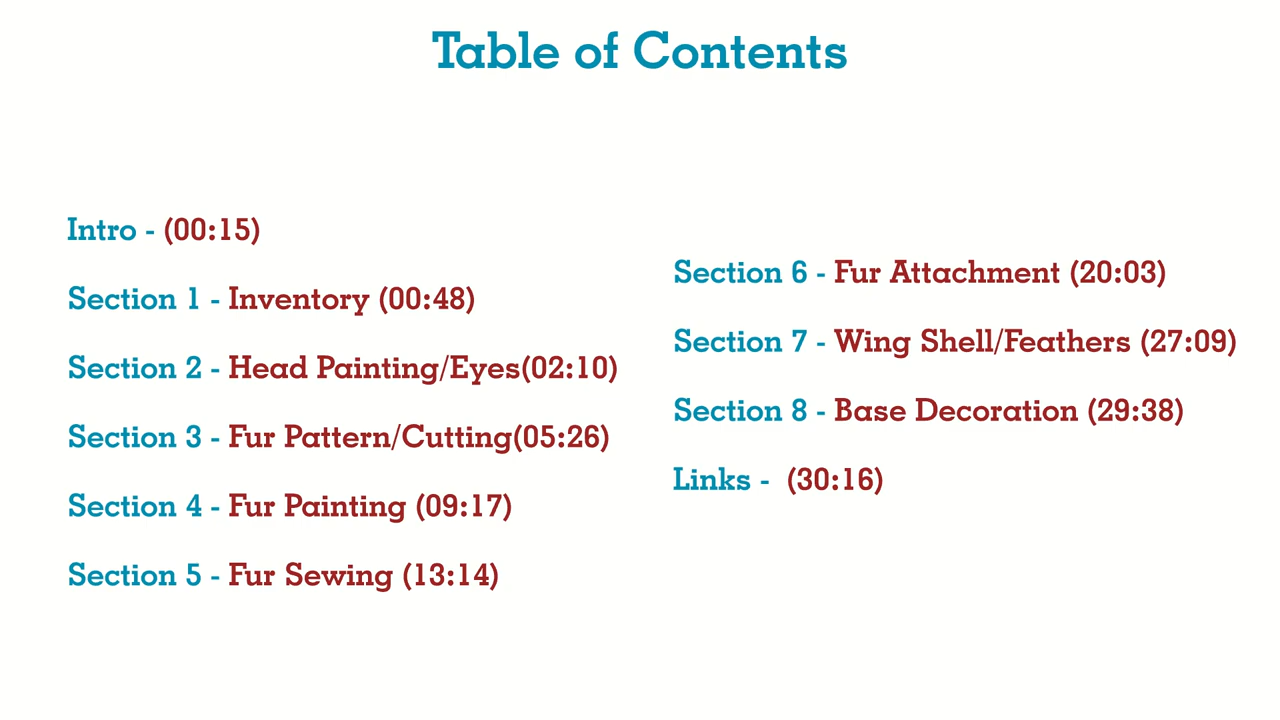 Table of Contents
Intro - (00:15)
Section 1 - Inventory (00:48)
Section 2 - Head Painting/Eyes(02:10)
Section 3 - Fur Pattern/Cutting(05:26)
Section 4 - Fur Painting (09:17)
Section 5 - Fur Sewing (13:14)
Section 6 - Fur Attachment (20:03)
Section 7 - Wing Shell/Feathers (27:09)
Section 8 - Base Decoration (29:38)
Links -  (30:16)